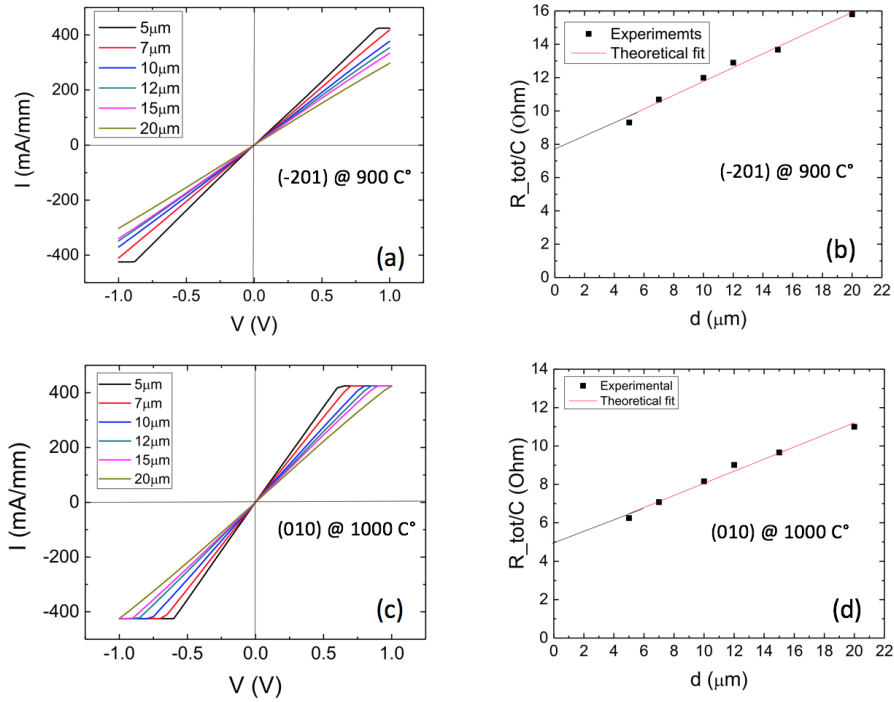 5μm
7μm
10μm
12μm
15μm
20μm
I (mA/mm)
400
200
0
-200
-400
-1.0 -0.5 0.0 0.5 1.0
V (V)
(-201) @ 900 C°
(a)
Experimemts
Theoretical fit
R_tot/C (Ohm)
16
14
12
10
8
6
4
2
0
0 2 4 6 8 10 12 14 16 18 20 22
d (μm)
(-201) @ 900 C°
(b)
5μm
7μm
10μm
12μm
15μm
20μm
I (mA/mm)
400
200
0
-200
-400
-1.0 -0.5 0.0 0.5 1.0
V (V)
(010) @ 1000 C°
(c)
Experimental
Theoretical fit
R_tot/C (Ohm)
14
12
10
8
6
4
2
0
0 2 4 6 8 10 12 14 16 18 20 22
d (μm)
(010) @ 1000 C°
(d)